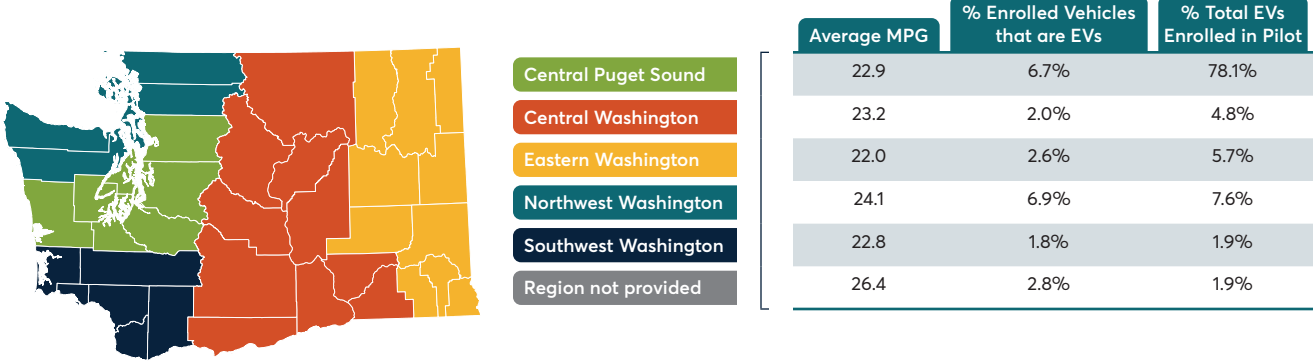 Average MPG
% Enrolled Vehicles
that are EVs
% Total EVs
Enrolled in Pilot
Central Puget Sound 22.9 6.7% 78.1%
Central Washington 23.2 2.0% 4.8%
Eastern Washington 22.0 2.6% 5.7%
Northwest Washington 24.1 6.9% 7.6%
Southwest Washington 22.8 1.8% 1.9%
Region not provided 26.4 2.8% 1.9%